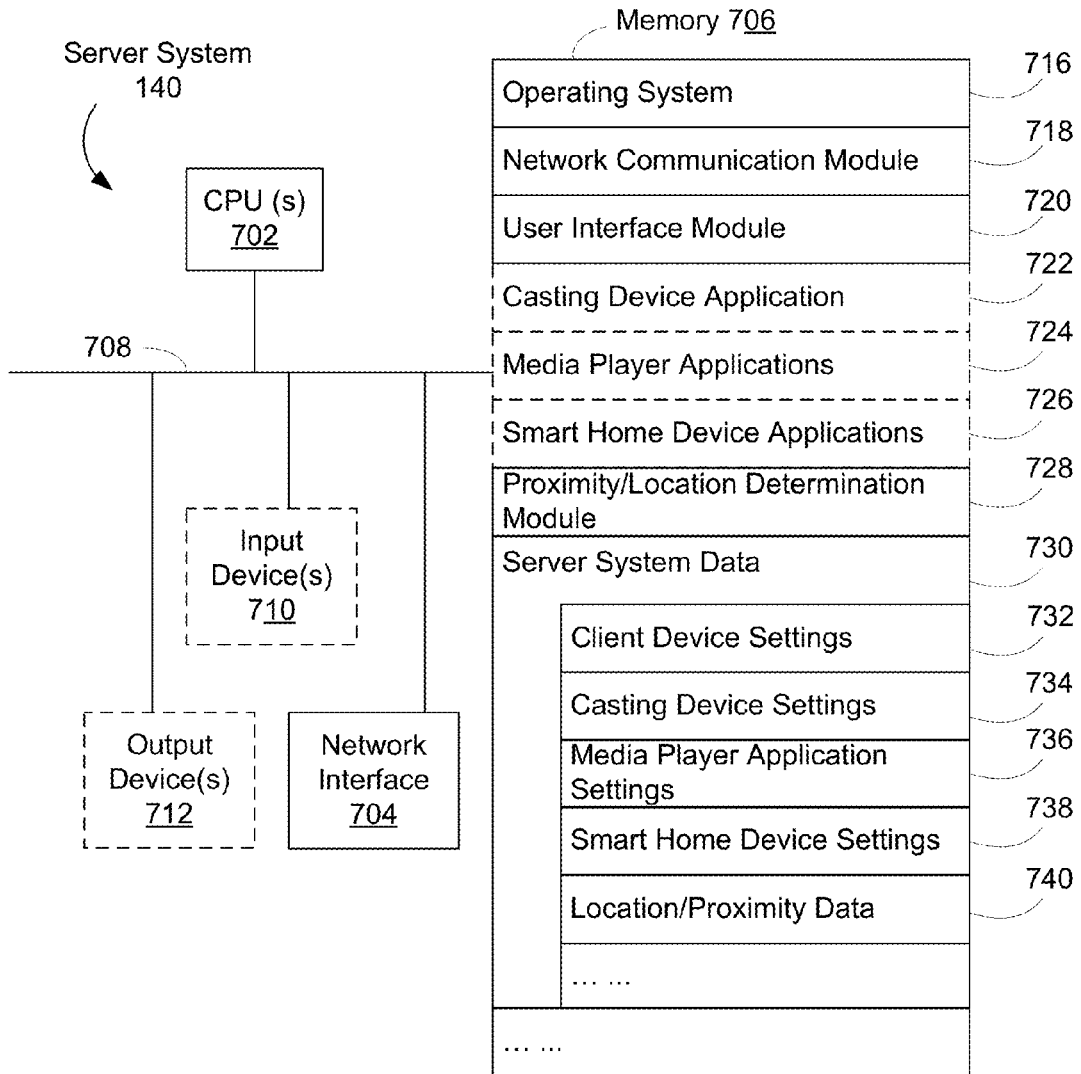 Server System
140
CPU (s)
702
708
Input
Device(s)
710
Output
Device(s)
712
Network
Interface
704
Memory 706
Operating System
716
Network Communication Module
718
User Interface Module
720
Casting Device Application
722
Media Player Applications
724
Smart Home Device Applications
726
Proximity/Location Determination
Module
728
Server System Data
730
Client Device Settings
732
Casting Device Settings
734
Media Player Application
Settings
736
Smart Home Device Settings
738
Location/Proximity Data
740
... ...
... ...